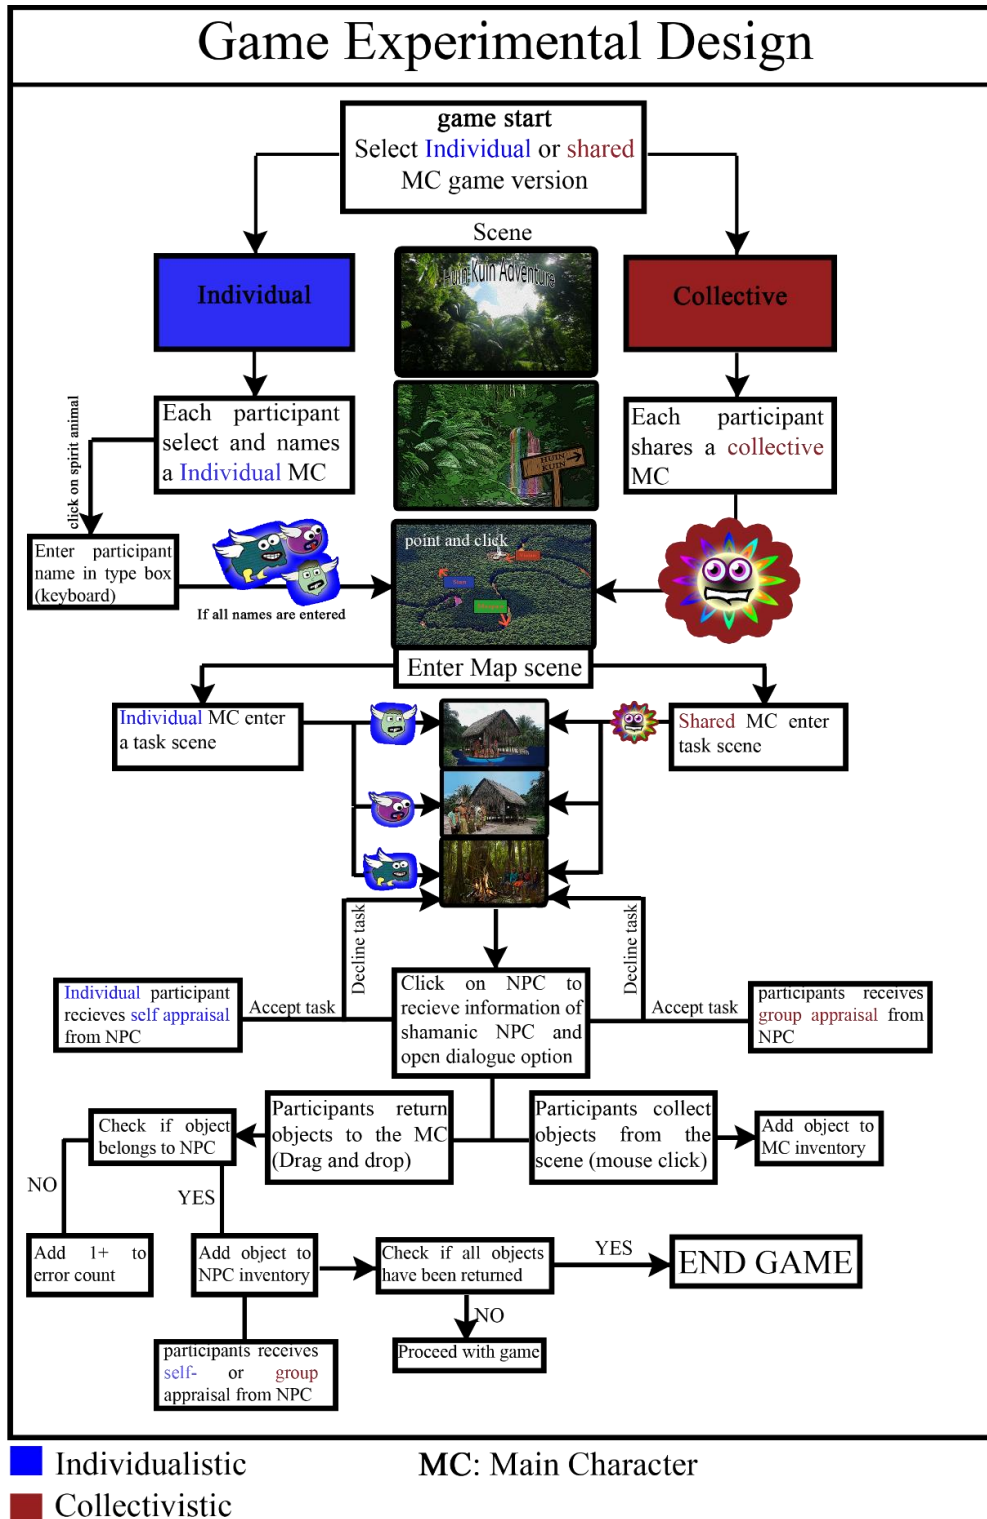 Game Experimental Design
game start
Select Individual or shared
MC game version
Scene
Individual
Huin Kuin Adventure
Collective
Each participant
select and names
a Individual MC
HUIN
KUIN
Each participant
shares a collective
MC
click on spirit animal
Enter participant
name in type box
(keyboard)
If all names are entered
point and click
Enter Map scene
Individual MC enter
a task scene
Shared MC enter
task scene
Decline task
Decline task
Individual participant
recieves self appraisal
from NPC
Accept task
Click on NPC to
recieve information of
shamanic NPC and
open dialogue option
Accept task
participants receives
group appraisal from
NPC
Check if object
belongs to NPC
Participants return
objects to the MC
(Drag and drop)
Participants collect
objects from the
scene (mouse click)
Add object to
MC inventory
NO
YES
Add 1+ to
error count
Add object to
NPC inventory
Check if all objects
have been returned
YES
END GAME
NO
Proceed with game
participants receives
self- or group
appraisal from NPC
Individualistic
MC: Main Character
Collectivistic